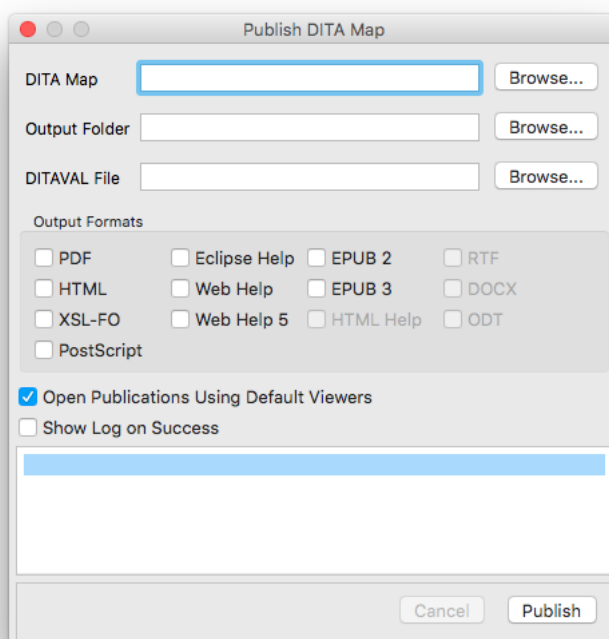 Publish DITA Map
DITA Map Browse...
Output Folder Browse...
DITAVAL File Browse...
Output Formats
PDF Eclipse Help EPUB 2 RTF
HTML Web Help EPUB 3 DOCX
XSL-FO Web Help 5 HTML Help ODT
PostScript
Open Publications Using Default Viewers
Show Log on Success
Cancel Publish